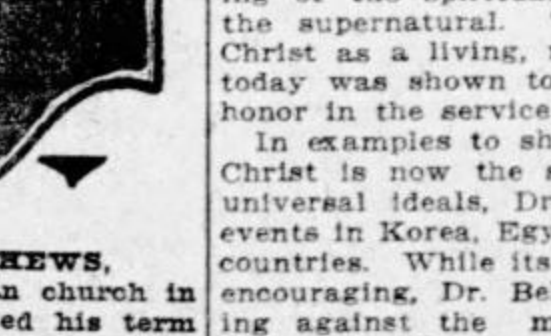 HEWS,
n church in
ed his term
the supernatural.
Christ as a living,
today was shown to
honor in the service
In examples to sh
Christ is now the
universal ideals, Dr
events in Korea, Egy
countries. While its
encouraging, Dr. Be
ing against the m